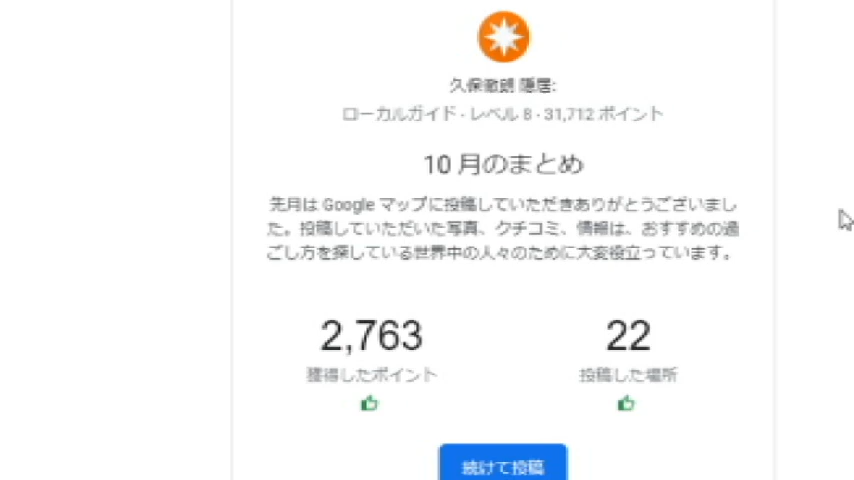 久保徹朗 隠居:
ローカルガイド · レベル 8 · 31,712 ポイント
10 月のまとめ
先月は Google マップに投稿していただきありがとうございまし
た。投稿していただいた写真、クチコミ、情報は、おすすめの過
ごし方を探している世界中の人々のために大変役立っています。
2,763
22
獲得したポイント
投稿した場所
続けて投稿